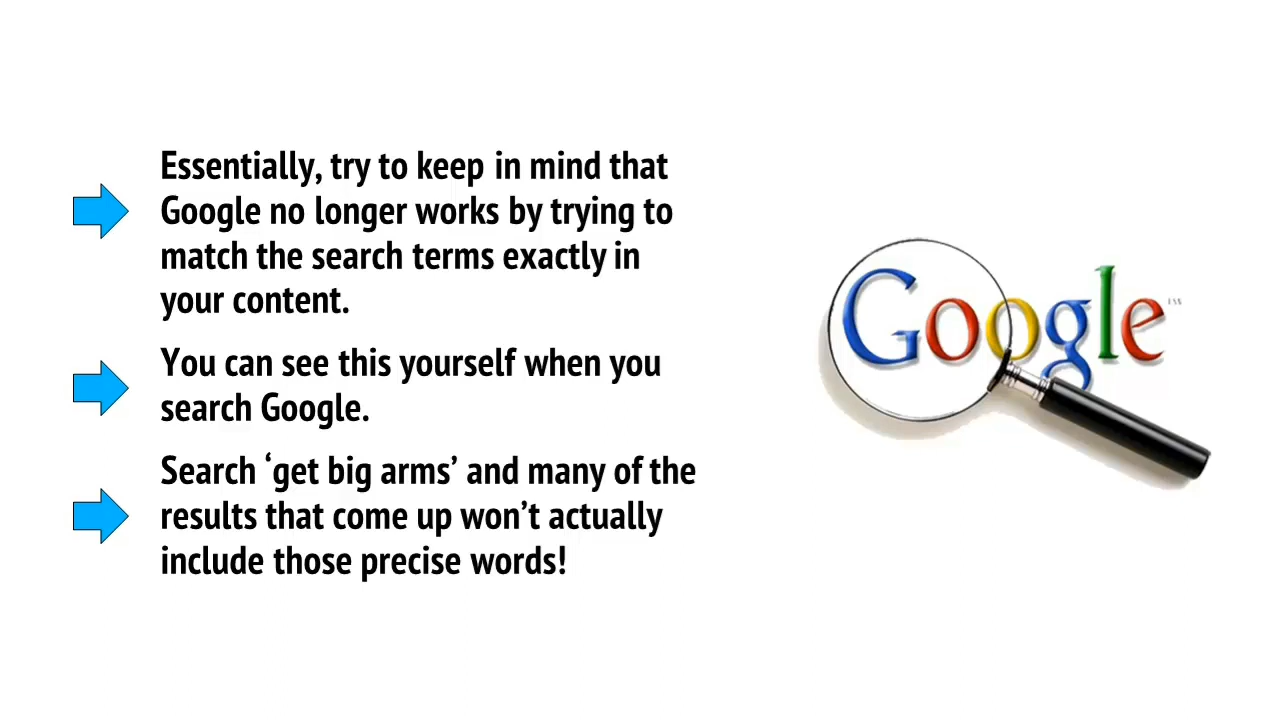 Essentially, try to keep in mind that
Google no longer works by trying to
match the search terms exactly in
your content.
You can see this yourself when you
search Google.
Search ‘get big arms’ and many of the
results that come up won’t actually
include those precise words!
Google™